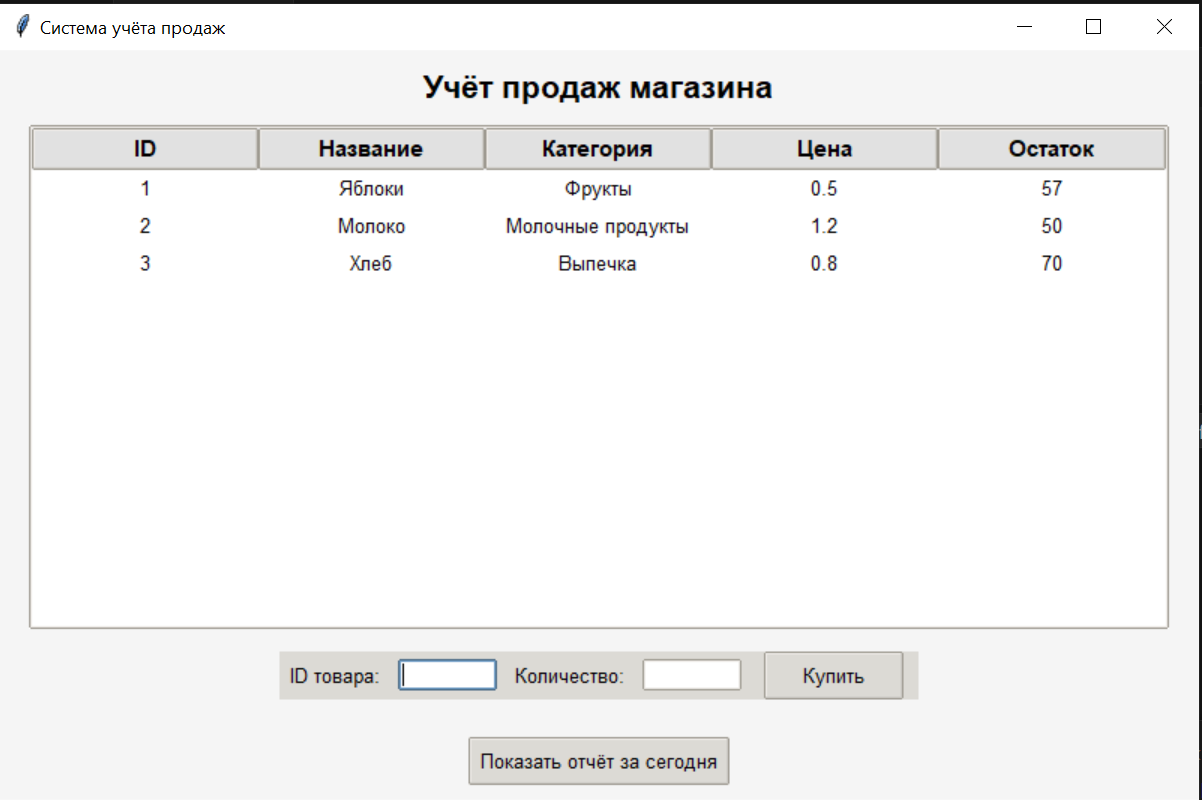 Система учёта продаж
Учёт продаж магазина
ID Название Категория Цена Остаток
1 Яблоки Фрукты 0.5 57
2 Молоко Молочные продукты 1.2 50
3 Хлеб Выпечка 0.8 70
ID товара: Количество: Купить
Показать отчёт за сегодня